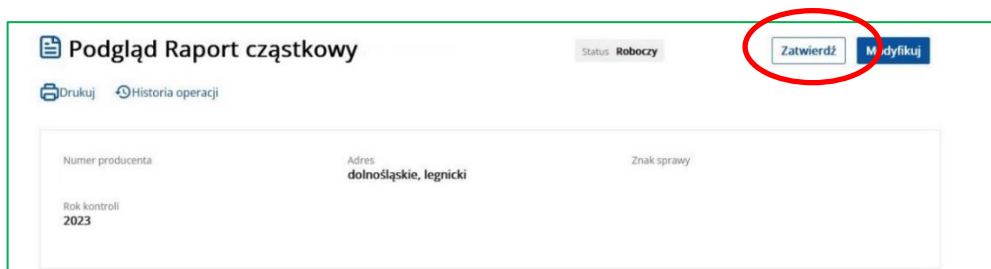 Podgląd Raport cząstkowy
Status Roboczy
Zatwierdź
Modyfikuj
Drukuj
Historia operacji
Numer producenta
Adres
Znak sprawy
dolnośląskie, legnicki
Rok kontroli
2023